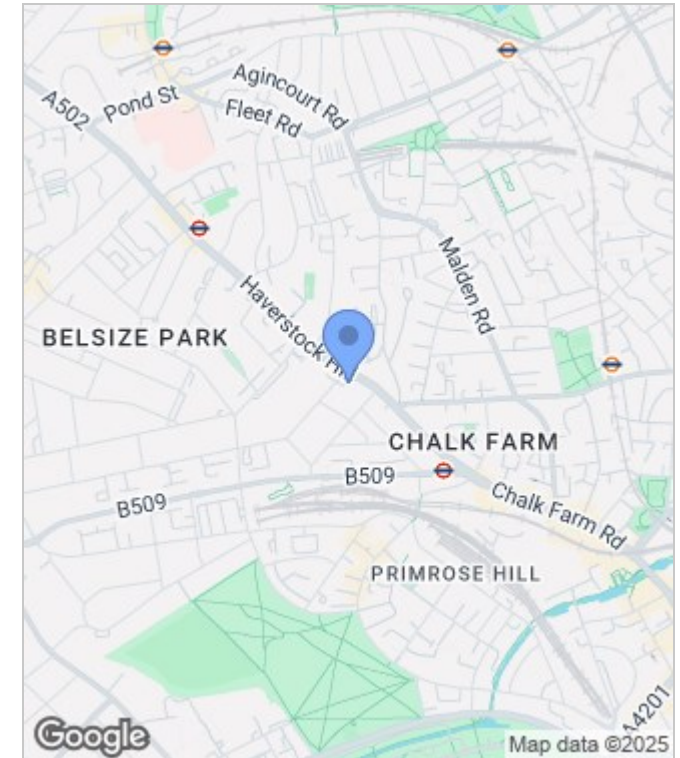 Agincourt Rd
A502
Pond St
Fleet Rd
Malden Rd
Haverstock Hill
BELSIZE PARK
CHALK FARM
B509
B509
Chalk Farm Rd
PRIMROSE HILL
A4201
Google
Map data ©2025